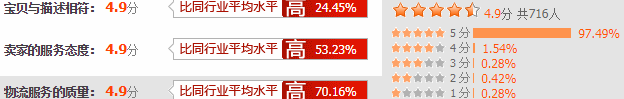 宝贝与描述相符： 4.9分 比同行业平均水平 高 24.45%
卖家的服务态度： 4.9分 比同行业平均水平 高 53.23%
物流服务的质量： 4.9分 比同行业平均水平 高 70.16%
4.9分 共716人
5分 97.49%
4分 1.54%
3分 0.28%
2分 0.42%
1分 0.28%